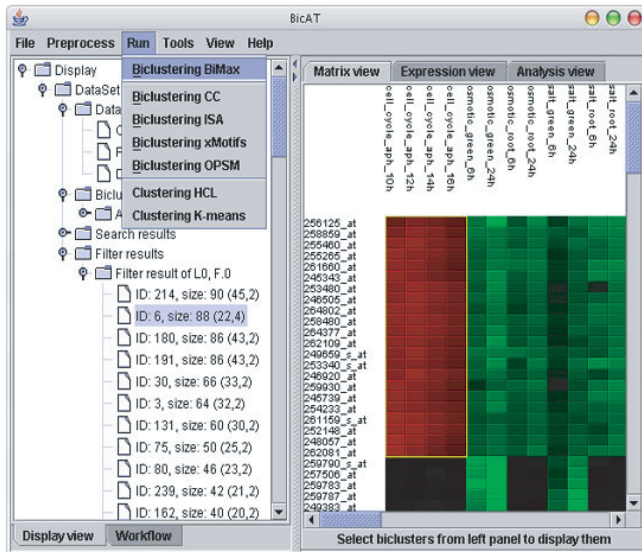 BicAT
File Preprocess Run Tools View Help
Biclustering BiMax
Biclustering CC
Biclustering ISA
Biclustering xMotifs
Biclustering OPSM
Clustering HCL
Clustering K-means
Display
DataSet
Data
Biclu
Search results
Filter results
Filter result of L0, F.0
ID: 214, size: 90 (45,2)
ID: 6, size: 88 (22,4)
ID: 180, size: 86 (43,2)
ID: 191, size: 86 (43,2)
ID: 30, size: 66 (33,2)
ID: 3, size: 64 (32,2)
ID: 131, size: 60 (30,2)
ID: 75, size: 50 (25,2)
ID: 80, size: 46 (23,2)
ID: 239, size: 42 (21,2)
ID: 162, size: 40 (20,2)
Display view Workflow
Matrix view Expression view Analysis view
cell_cycle_aph_10h
cell_cycle_aph_12h
cell_cycle_aph_14h
cell_cycle_aph_16h
osmotic_green_6h
osmotic_green_24h
osmotic_root_6h
osmotic_root_24h
salt_green_6h
salt_green_24h
salt_root_6h
salt_root_24h
256125_at
258859_at
255460_at
255265_at
261660_at
245343_at
253480_at
246505_at
264802_at
258480_at
264377_at
262109_at
249659_s_at
253340_s_at
246920_at
259930_at
245739_at
254233_at
261159_s_at
252148_at
248057_at
262081_at
259790_s_at
257506_at
259783_at
259787_at
249383_at
Select biclusters from left panel to display them